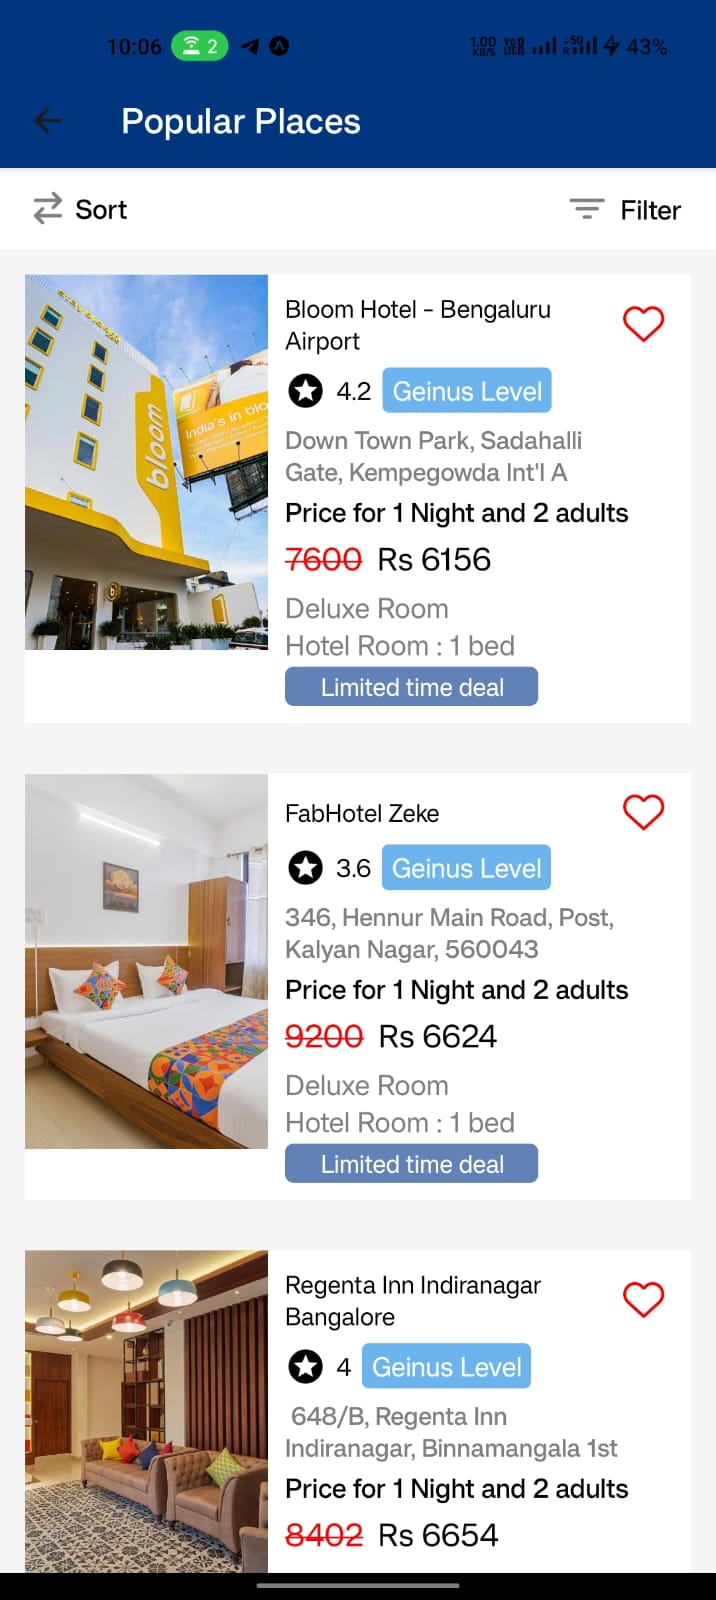 10:06 2 1.00 KB/S 5G 43%
Popular Places
Sort Filter
bloom
India's in blo
Bloom Hotel - Bengaluru
Airport
4.2 Geinus Level
Down Town Park, Sadahalli
Gate, Kempegowda Int'l A
Price for 1 Night and 2 adults
7600 Rs 6156
Deluxe Room
Hotel Room : 1 bed
Limited time deal
FabHotel Zeke
3.6 Geinus Level
346, Hennur Main Road, Post,
Kalyan Nagar, 560043
Price for 1 Night and 2 adults
9200 Rs 6624
Deluxe Room
Hotel Room : 1 bed
Limited time deal
Regenta Inn Indiranagar
Bangalore
4 Geinus Level
648/B, Regenta Inn
Indiranagar, Binnamangala 1st
Price for 1 Night and 2 adults
8402 Rs 6654